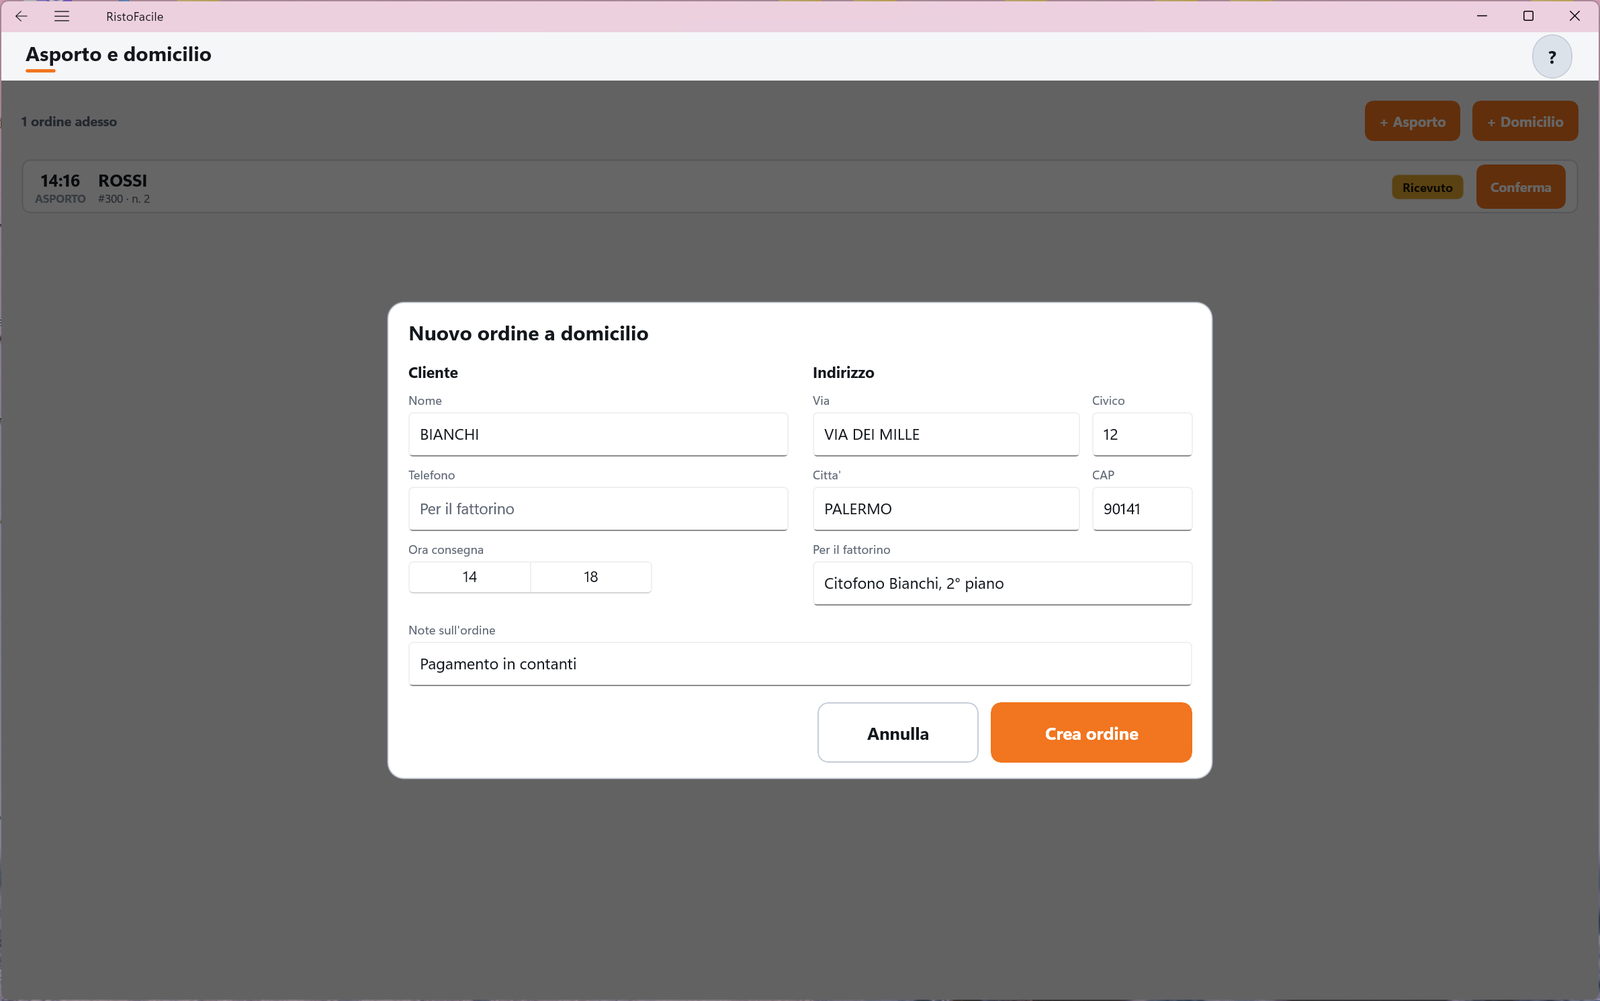 RistoFacile
Asporto e domicilio
?
1 ordine adesso
+ Asporto
+ Domicilio
14:16 ROSSI
ASPORTO #300 · n. 2
Ricevuto
Conferma
Nuovo ordine a domicilio
Cliente
Nome
BIANCHI
Telefono
Per il fattorino
Ora consegna
14 18
Indirizzo
Via
VIA DEI MILLE
Civico
12
Citta'
PALERMO
CAP
90141
Per il fattorino
Citofono Bianchi, 2° piano
Note sull'ordine
Pagamento in contanti
Annulla
Crea ordine